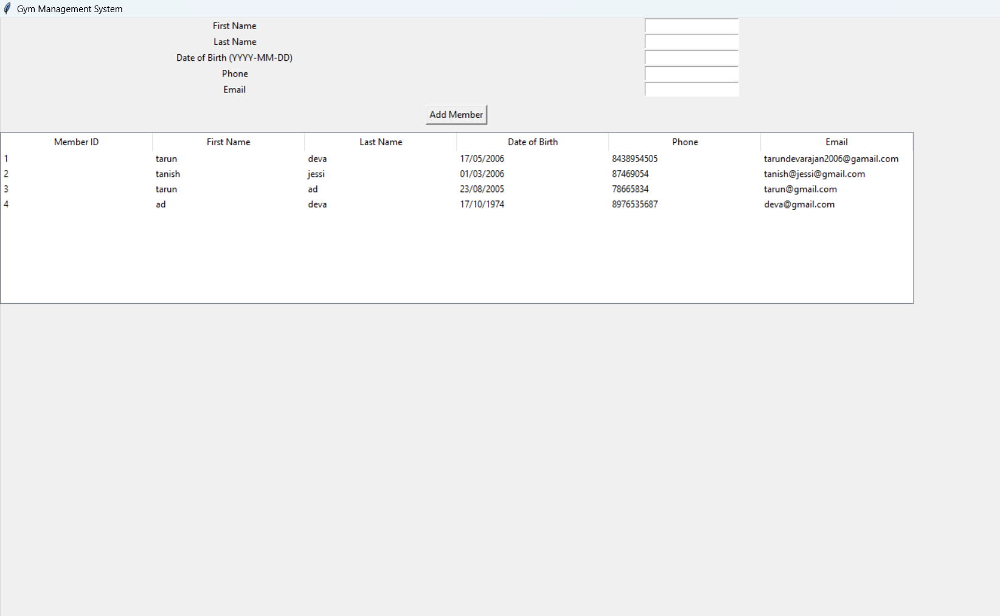 Gym Management System
First Name
Last Name
Date of Birth (YYYY-MM-DD)
Phone
Email
Add Member
Member ID First Name Last Name Date of Birth Phone Email
1 tarun deva 17/05/2006 8438954505 tarundevarajan2006@gamail.com
2 tanish jessi 01/03/2006 87469054 tanish@jessi@gmail.com
3 tarun ad 23/08/2005 78665834 tarun@gmail.com
4 ad deva 17/10/1974 8976535687 deva@gmail.com